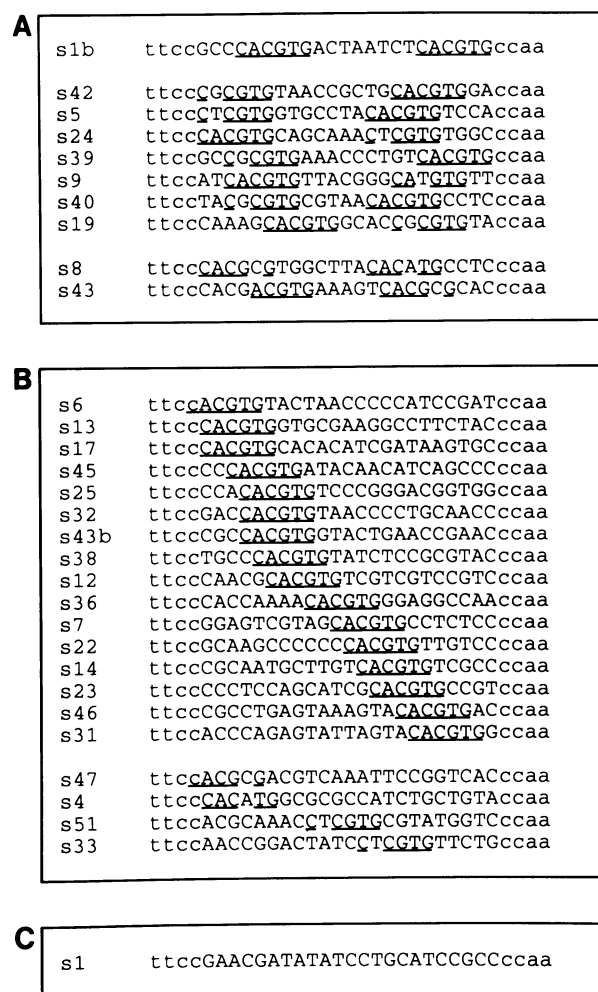 A
s1b ttccGCCCACGTGACTAATCTCACGTGccaa
s42 ttccCGCGTGTAACCGCTGCACGTGGAccaa
s5 ttccCTCGTGGTGCCTACACGTGTCCAccaa
s24 ttccCACGTGCAGCAAACTCGTGTGGCccaa
s39 ttccGCCGCGTGAAACCCTGTCACGTGccaa
s9 ttccATCACGTGTTACGGGCATGTGTTccaa
s40 ttccTACGCGTGCGTAACACGTGCCTCccaa
s19 ttccCAAAGCACGTGGCACCGCGTGTAccaa
s8 ttccCACGCGTGGCTTACACATGCCTCccaa
s43 ttccCACGACGTGAAAGTCACGCGCACccaa
B
s6 ttccACGTGTACTAACCCCCATCCGATccaa
s13 ttccCACGTGGTGCGAAGGCCTTCTACccaa
s17 ttccCACGTGCACACATCGATAAGTGCccaa
s45 ttccCCCACGTGATACAACATCAGCCCccaa
s25 ttccCCACACGTGTCCCGGGACGGTGGccaa
s32 ttccGACCACGTGTAACCCCTGCAACCccaa
s43b ttccCGCCACGTGGTACTGAACCGAACccaa
s38 ttccTGCCCACGTGTATCTCCGCGTACccaa
s12 ttccCAACGCACGTGTCGTCGTCCGTCccaa
s36 ttccCACCAAAACACGTGGGAGGCCAAccaa
s7 ttccGGAGTCGTAGCACGTGCCTCTCCccaa
s22 ttccGCAAGCCCCCCCACGTGTTGTCCccaa
s14 ttccCGCAATGCTTGTCACGTGTCGCCccaa
s23 ttccCCCTCCAGCATCGCACGTGCCGTccaa
s46 ttccCGCCTGAGTAAAGTACACGTGACccaa
s31 ttccACCCAGAGTATTAGTACACGTGGccaa
s47 ttccACGCGACGTCAAATTCCGGTCACccaa
s4 ttccCACATGGCGCGCCATCTGCTGTAccaa
s51 ttccACGCAAACCTCGTGCGTATGGTCccaa
s33 ttccAACCGGACTATCCTCGTGTTCTGccaa
C
s1 ttccGAACGATATATCCTGCATCCGCCccaa